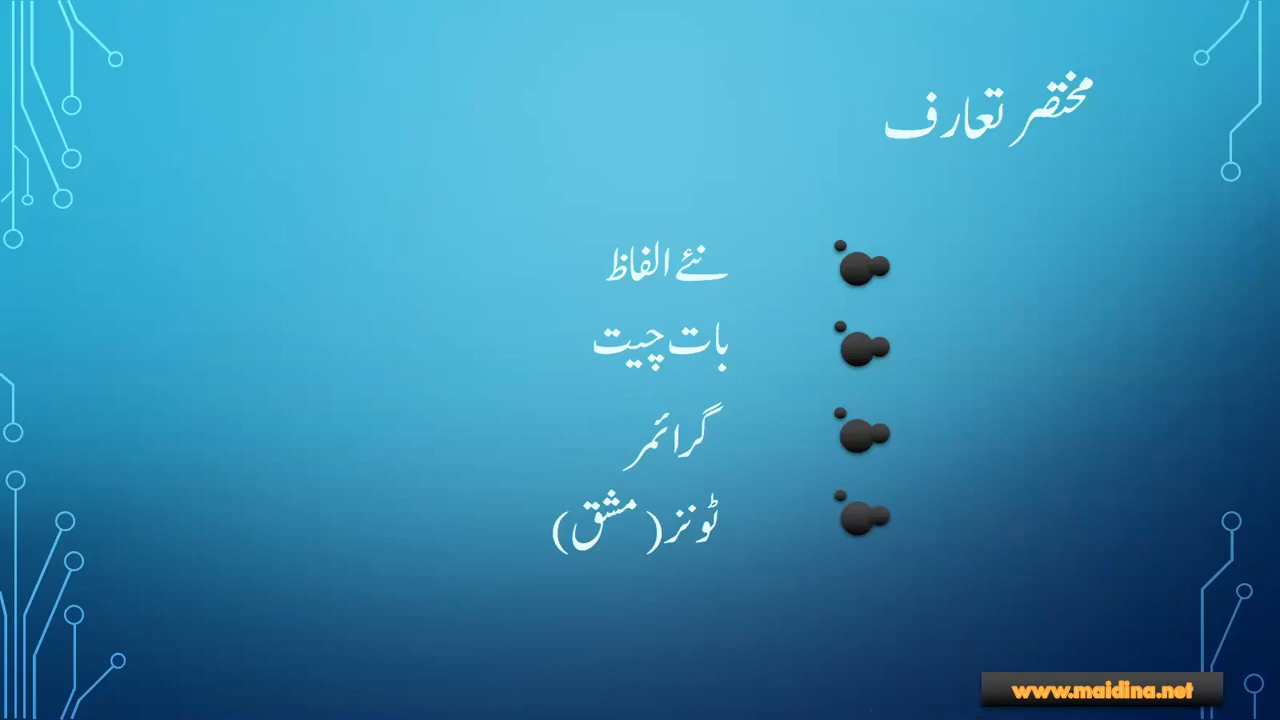 مختصر تعارف
نئے الفاظ
بات چیت
گرائمر
ٹونز( مشق)
www.maidina.net